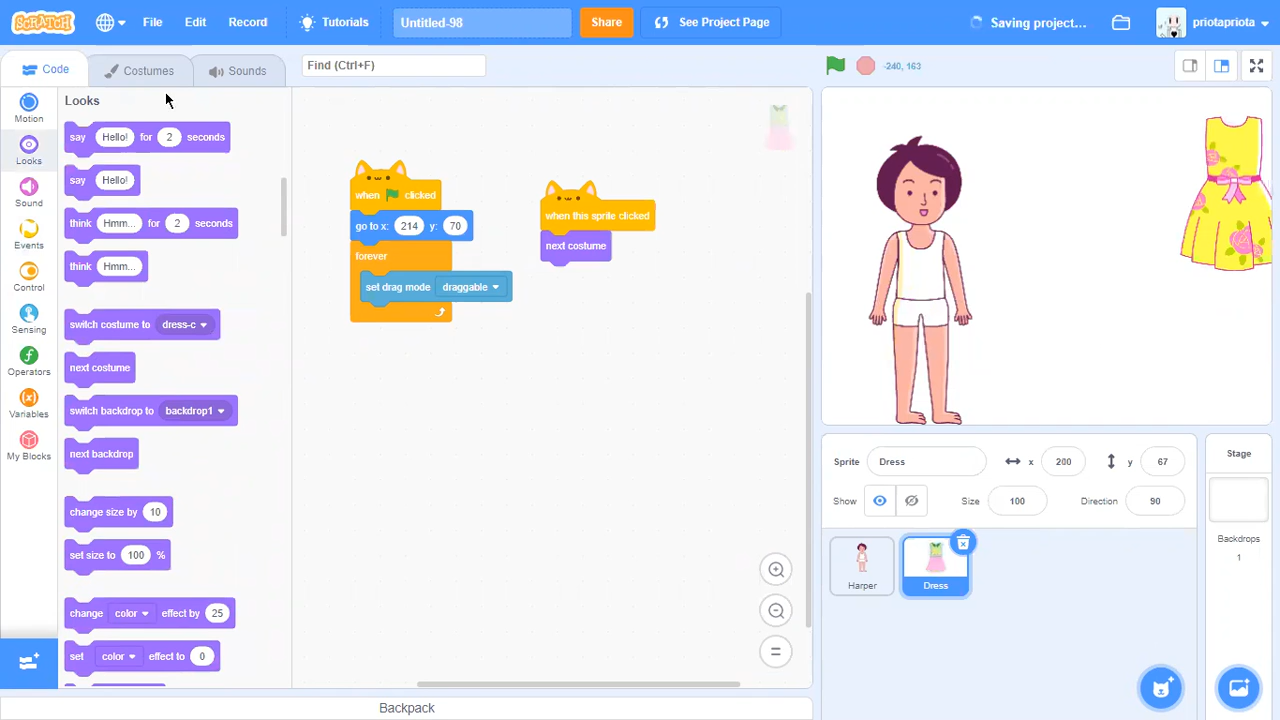 SCRATCH File Edit Record Tutorials Untitled-98 Share See Project Page Saving project... priotapriota
Code Costumes Sounds Find (Ctrl+F) -240, 163
Looks
Motion
Looks
Sound
Events
Control
Sensing
Operators
Variables
My Blocks
say Hello! for 2 seconds
say Hello!
think Hmm... for 2 seconds
think Hmm...
switch costume to dress-c
next costume
switch backdrop to backdrop1
next backdrop
change size by 10
set size to 100 %
change color effect by 25
set color effect to 0
when clicked
go to x: 214 y: 70
forever
set drag mode draggable
when this sprite clicked
next costume
Backpack
Sprite Dress x 200 y 67
Show Size 100 Direction 90
Harper
Dress
Stage
Backdrops
1